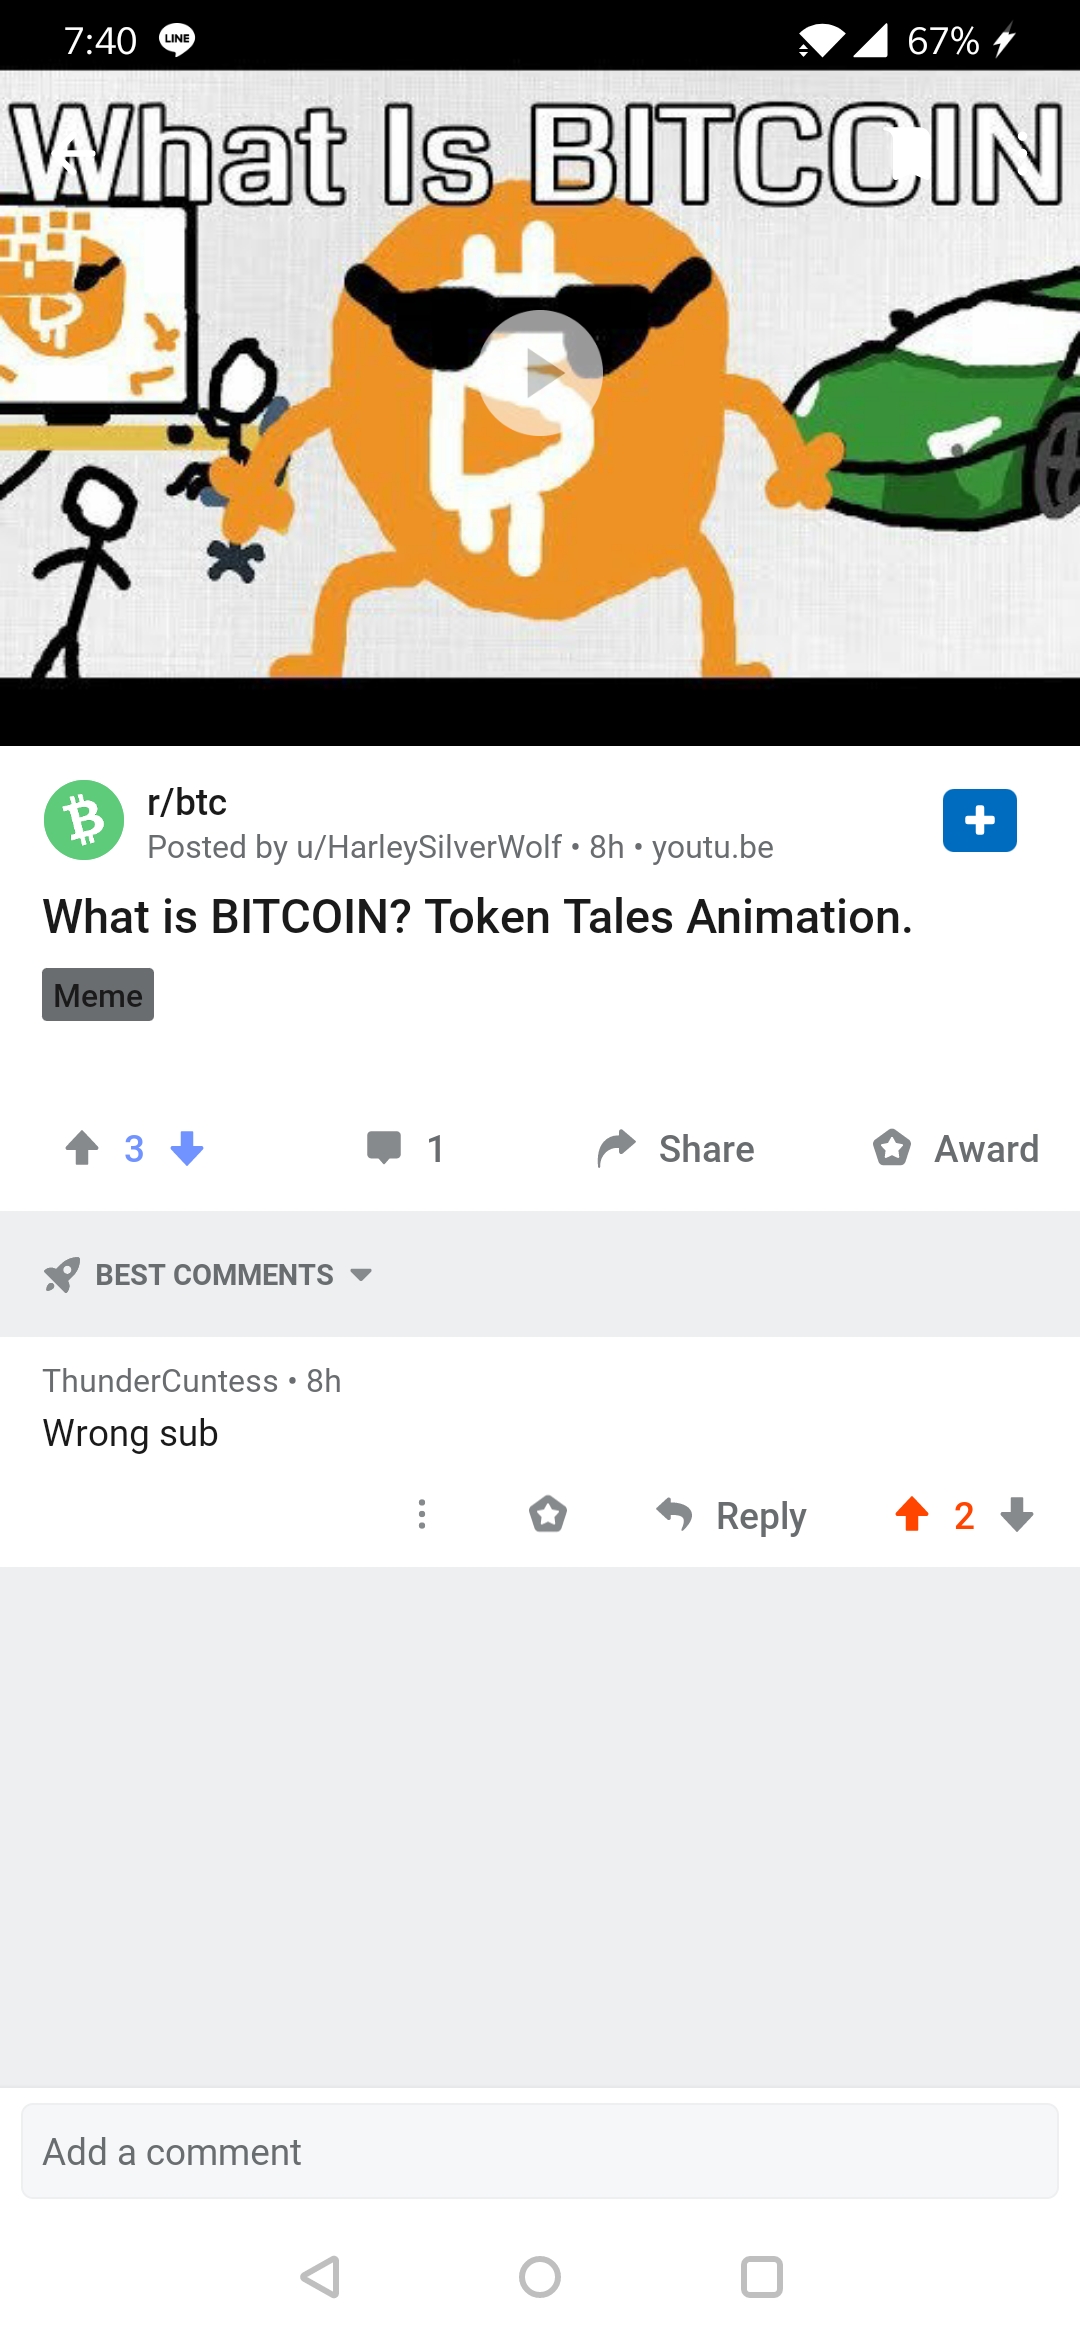 7:40 LINE 67%
What Is BITCOIN
r/btc
Posted by u/HarleySilverWolf • 8h • youtu.be
What is BITCOIN? Token Tales Animation.
Meme
3 1 Share Award
BEST COMMENTS
ThunderCuntess • 8h
Wrong sub
Reply 2
Add a comment